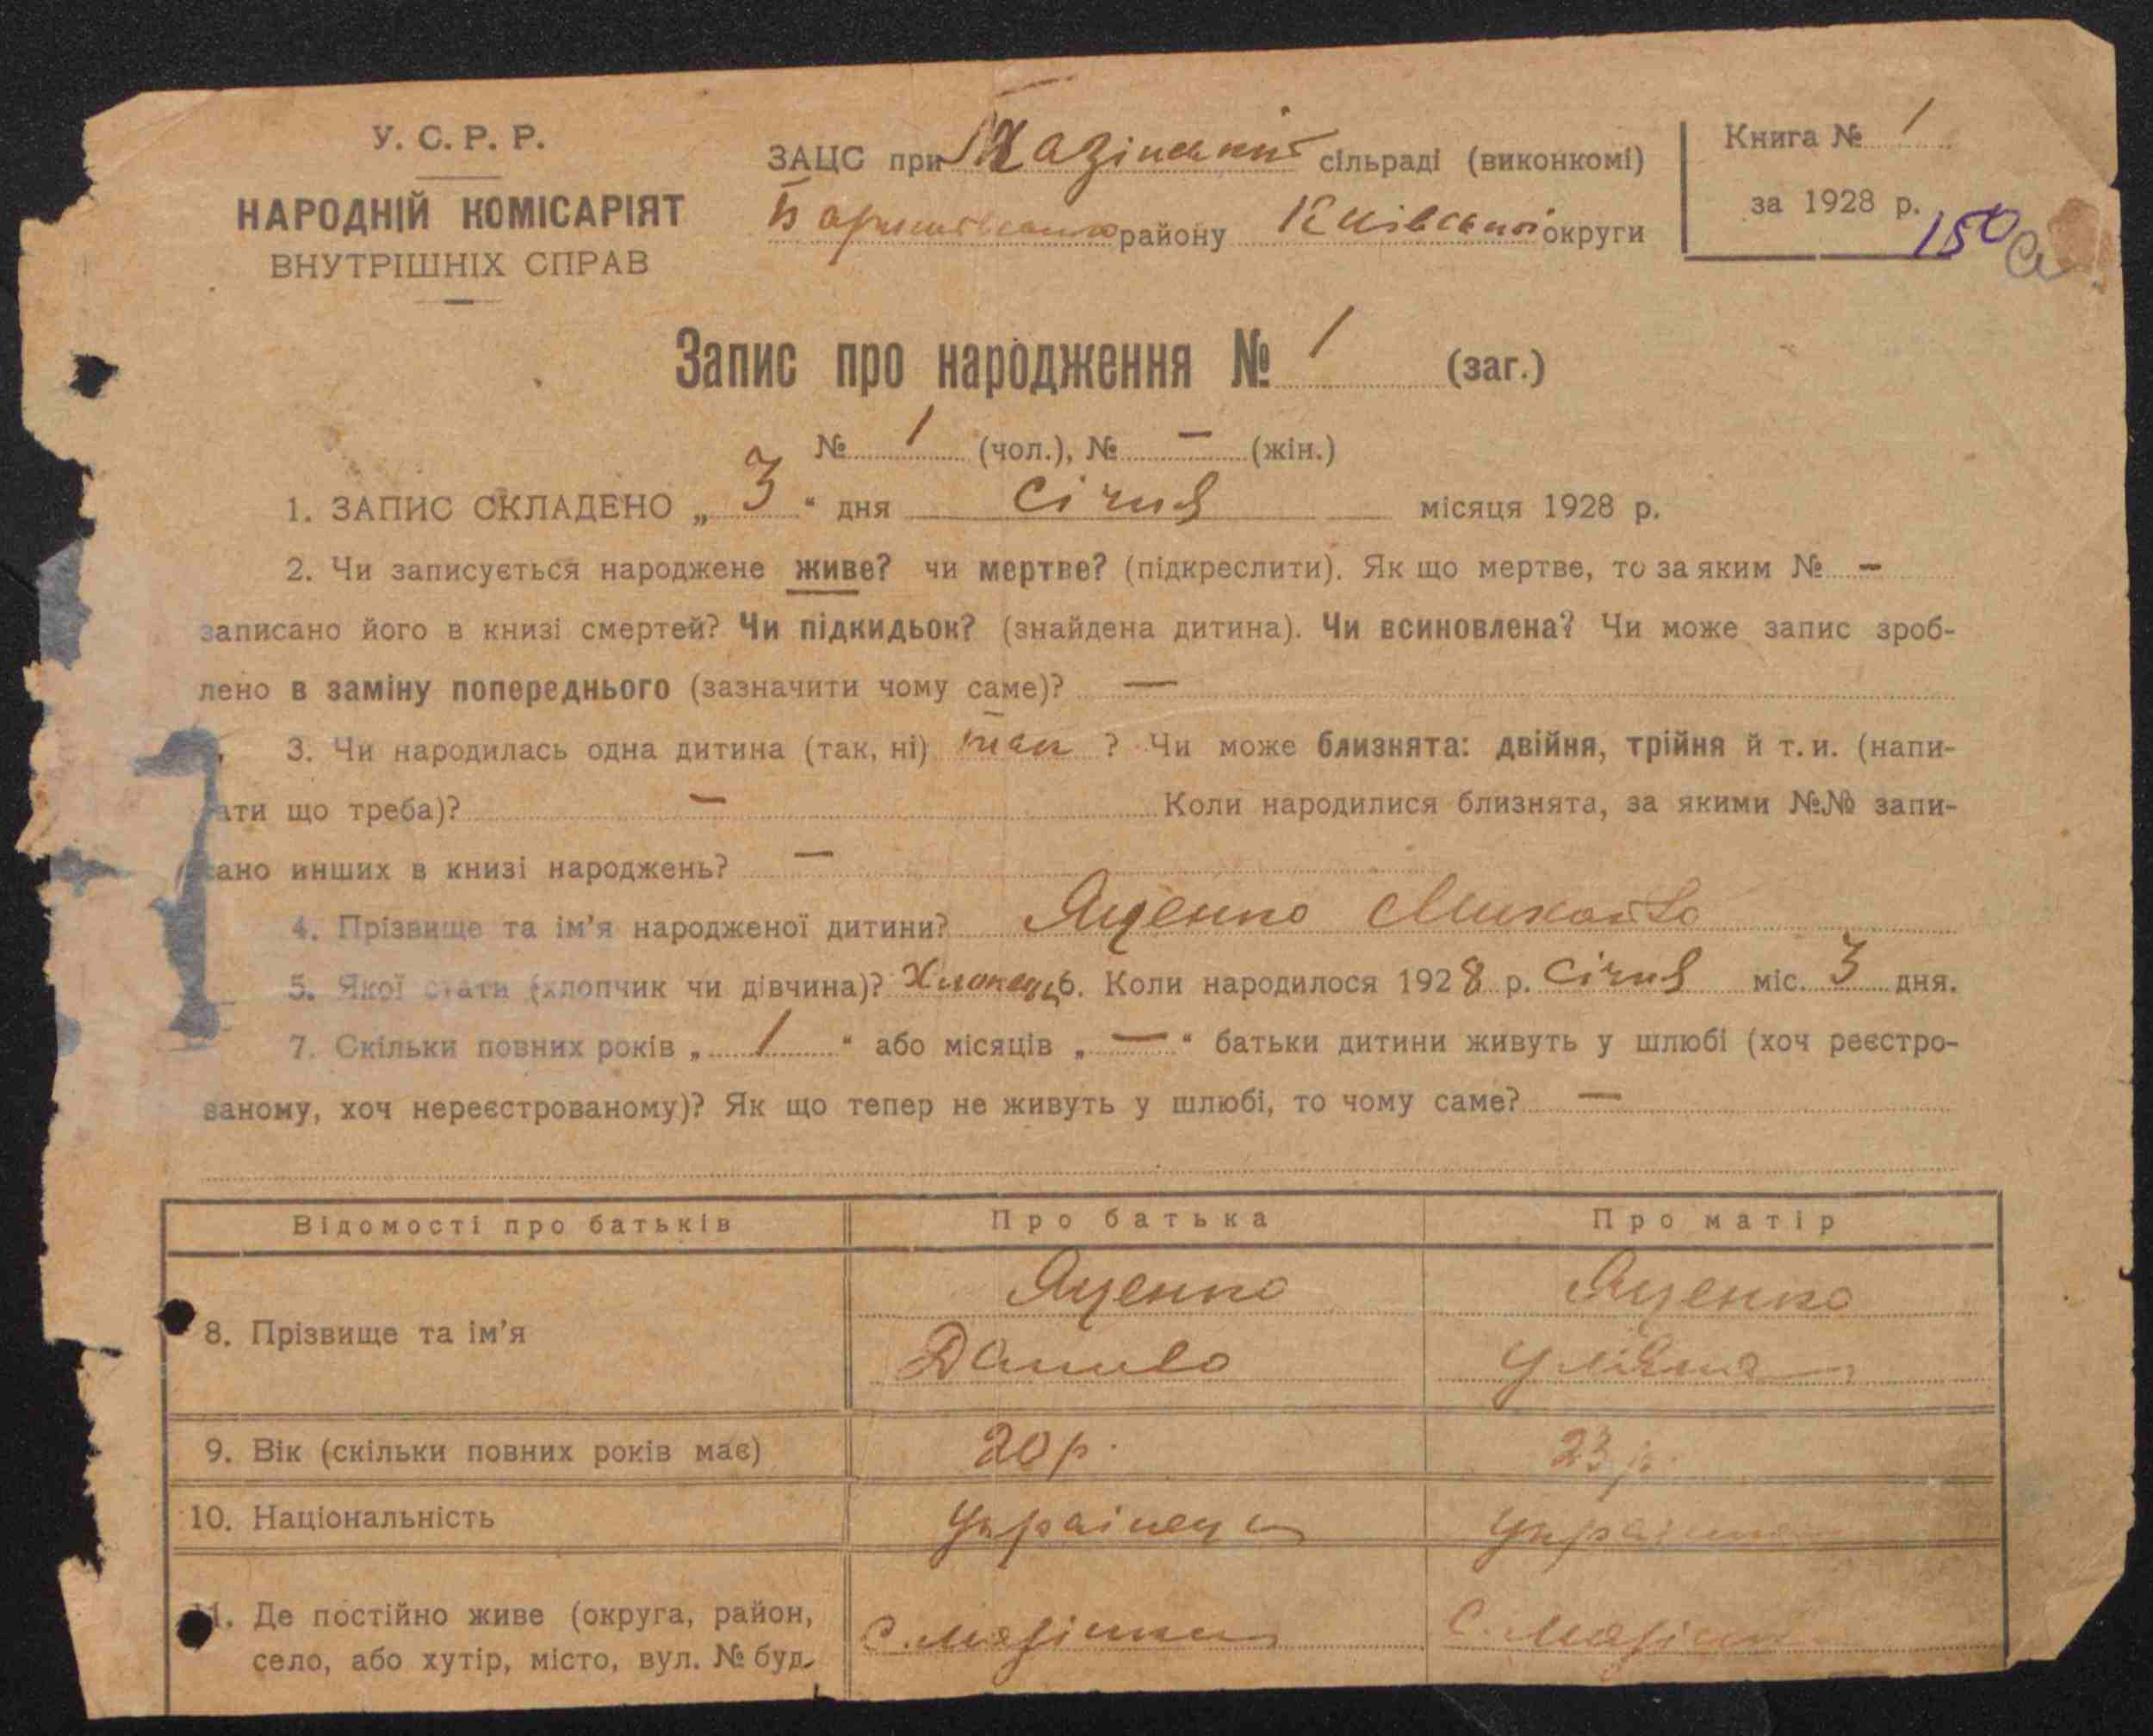 У. С. Р. Р.
НАРОДНІЙ КОМІСАРІЯТ
ВНУТРІШНІХ СПРАВ
ЗАЦС при сільраді (виконкомі)
району Київської округи
Книга № 1
за 1928 р.
150
Запис про народження № 1 (заг.)
№ 1 (чол.), № — (жін.)
1. ЗАПИС СКЛАДЕНО „ 3 " дня січня місяця 1928 р.
2. Чи записується народжене живе? чи мертве? (підкреслити). Як що мертве, то за яким № —
записано його в книзі смертей? Чи підкидьок? (знайдена дитина). Чи всиновлена? Чи може запис зроб-
лено в заміну попереднього (зазначити чому саме)? —
3. Чи народилась одна дитина (так, ні) так ? Чи може близнята: двійня, трійня й т. и. (напи-
ати що треба)? — Коли народилися близнята, за якими №№ запи-
ано инших в книзі народжень? —
4. Прізвище та ім'я народженої дитини? Яценко Михайло
5. Якої стати (хлопчик чи дівчина)? Хлопець 6. Коли народилося 1928 р. січня міс. 3 дня.
7. Скільки повних років „ 1 " або місяців „ — " батьки дитини живуть у шлюбі (хоч реєстро-
ваному, хоч нереєстрованому)? Як що тепер не живуть у шлюбі, то чому саме? —
Відомості про батьків Про батька Про матір
8. Прізвище та ім'я Яценко Яценко
Данило Уляна
9. Вік (скільки повних років має) 20 р. 23 р.
10. Національність Українець Українка
11. Де постійно живе (округа, район,
село, або хутір, місто, вул. № буд. с. Мазінки с. Мазінки